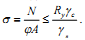 σ = N / φA ≤ R_y γ_c / γ_n .